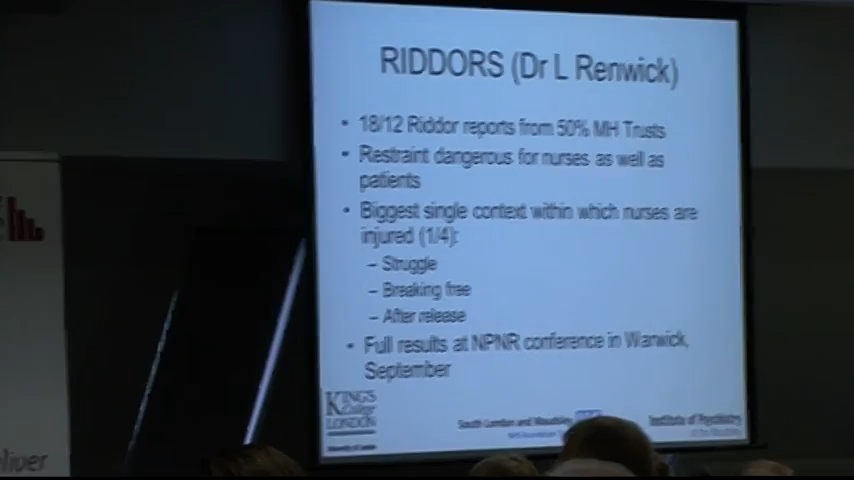 RIDDORS (Dr L Renwick)
• 18/12 Riddor reports from 50% MH Trusts
• Restraint dangerous for nurses as well as
patients
• Biggest single context within which nurses are
injured (1/4):
– Struggle
– Breaking free
– After release
• Full results at NPNR conference in Warwick,
September
KING'S
College
LONDON
South London and Maudsley
Institute of Psychiatry